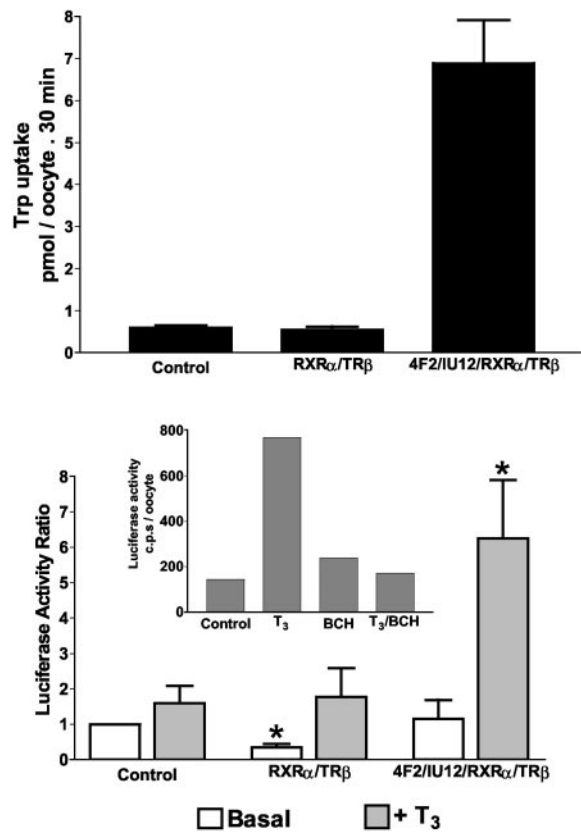 8
7
6
5
4
3
2
1
0
Trp uptake
pmol / oocyte . 30 min
Control
RXRα/TRβ
4F2/IU12/RXRα/TRβ
800
600
400
200
0
Luciferase activity
c.p.s / oocyte
Control
T3
BCH
T3/BCH
8
7
6
5
4
3
2
1
0
Luciferase Activity Ratio
*
*
Control
RXRα/TRβ
4F2/IU12/RXRα/TRβ
Basal
+ T3